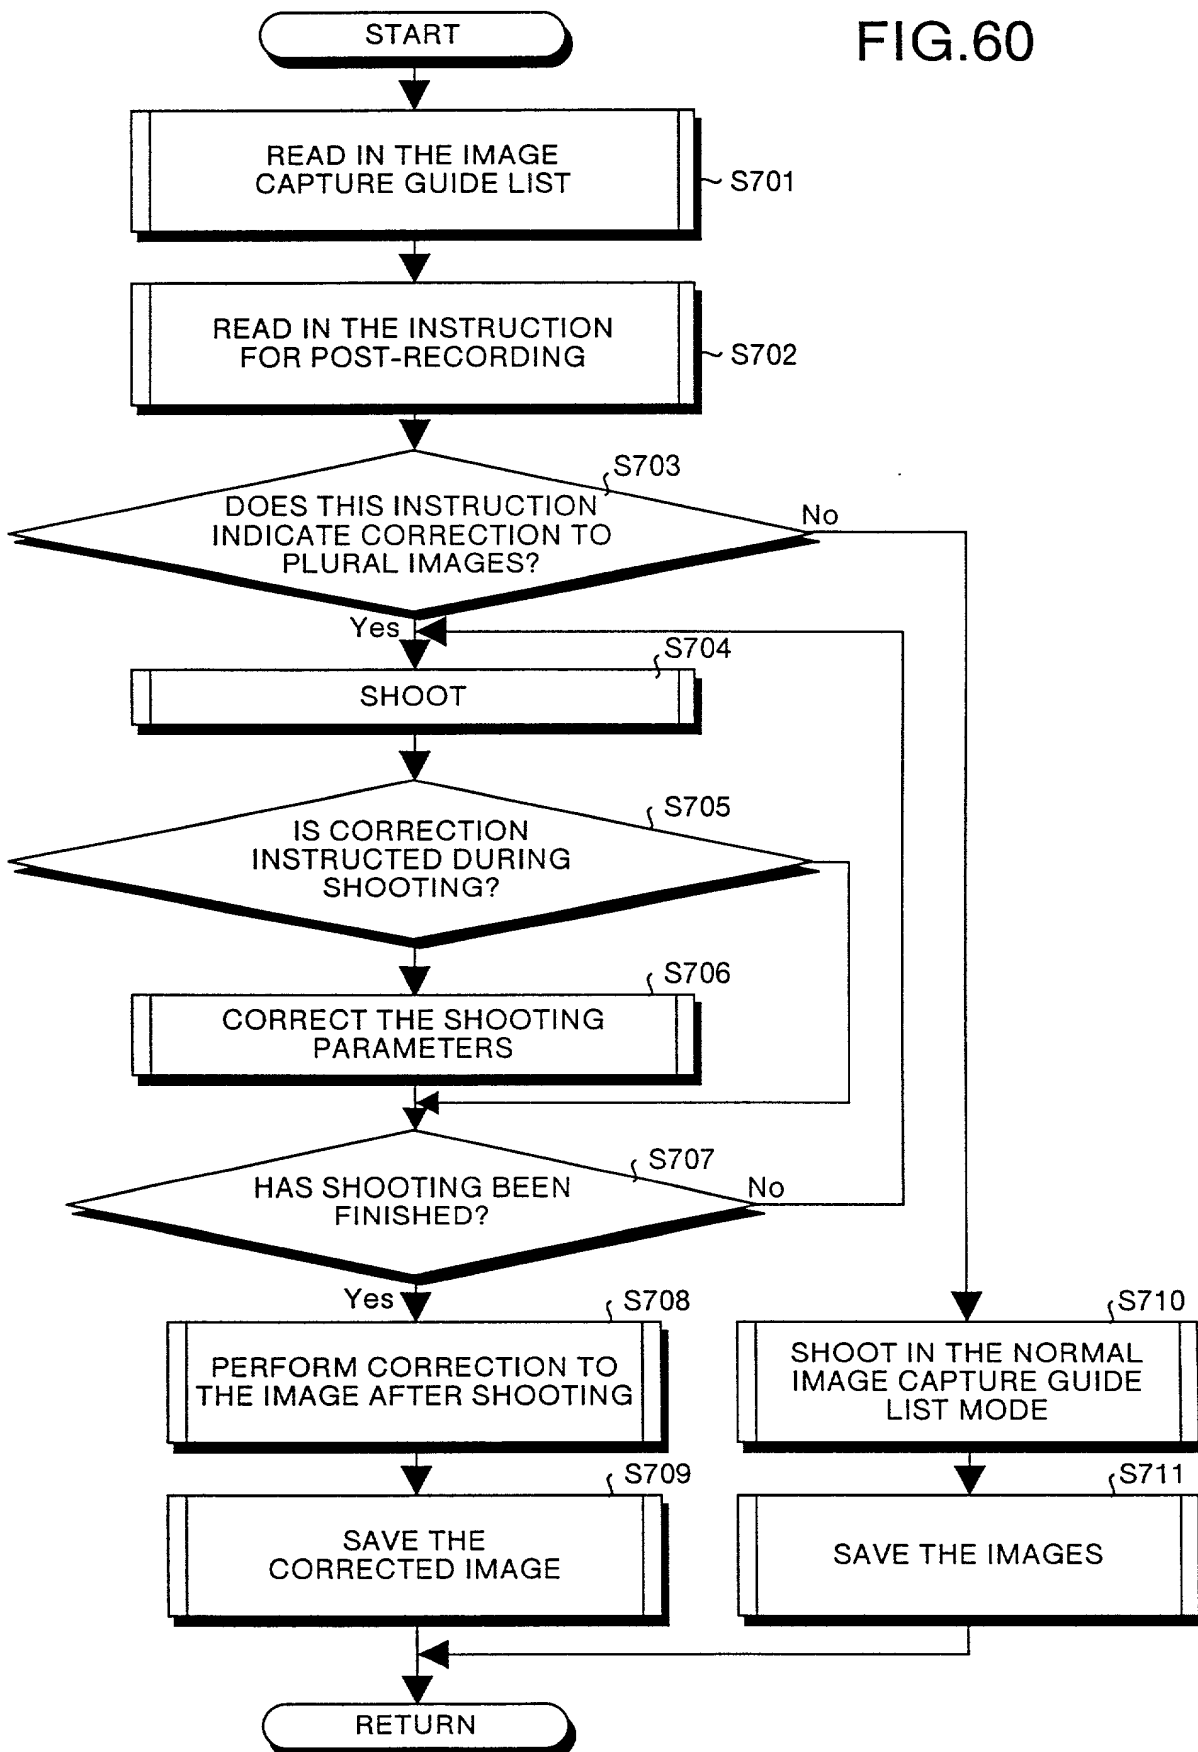 FIG.60
START
READ IN THE IMAGE
CAPTURE GUIDE LIST
S701
READ IN THE INSTRUCTION
FOR POST-RECORDING
S702
S703
DOES THIS INSTRUCTION
INDICATE CORRECTION TO
PLURAL IMAGES?
No
Yes
S704
SHOOT
S705
IS CORRECTION
INSTRUCTED DURING
SHOOTING?
S706
CORRECT THE SHOOTING
PARAMETERS
S707
HAS SHOOTING BEEN
FINISHED?
No
Yes
S708
PERFORM CORRECTION TO
THE IMAGE AFTER SHOOTING
S710
SHOOT IN THE NORMAL
IMAGE CAPTURE GUIDE
LIST MODE
S709
SAVE THE
CORRECTED IMAGE
S711
SAVE THE IMAGES
RETURN